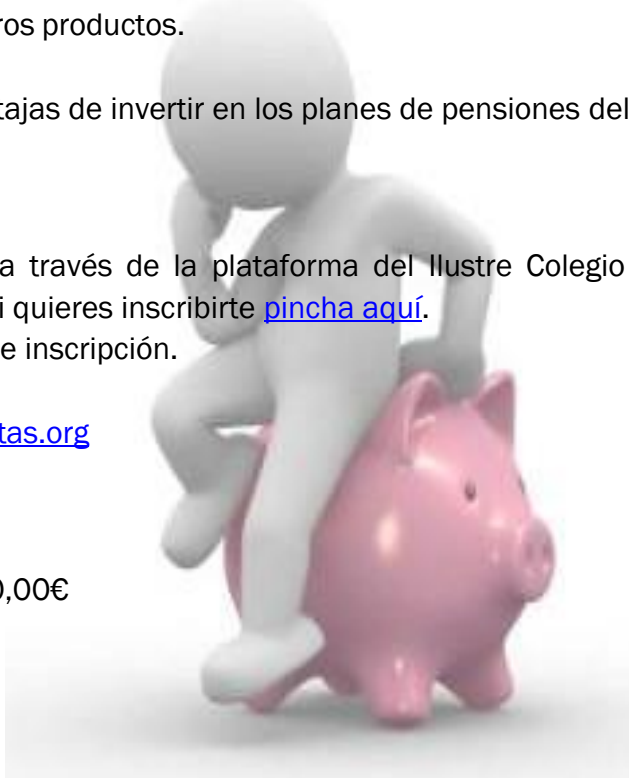 ros productos.
tajas de invertir en los planes de pensiones del
a través de la plataforma del Ilustre Colegio
i quieres inscribirte pincha aquí.
e inscripción.
tas.org
0,00€